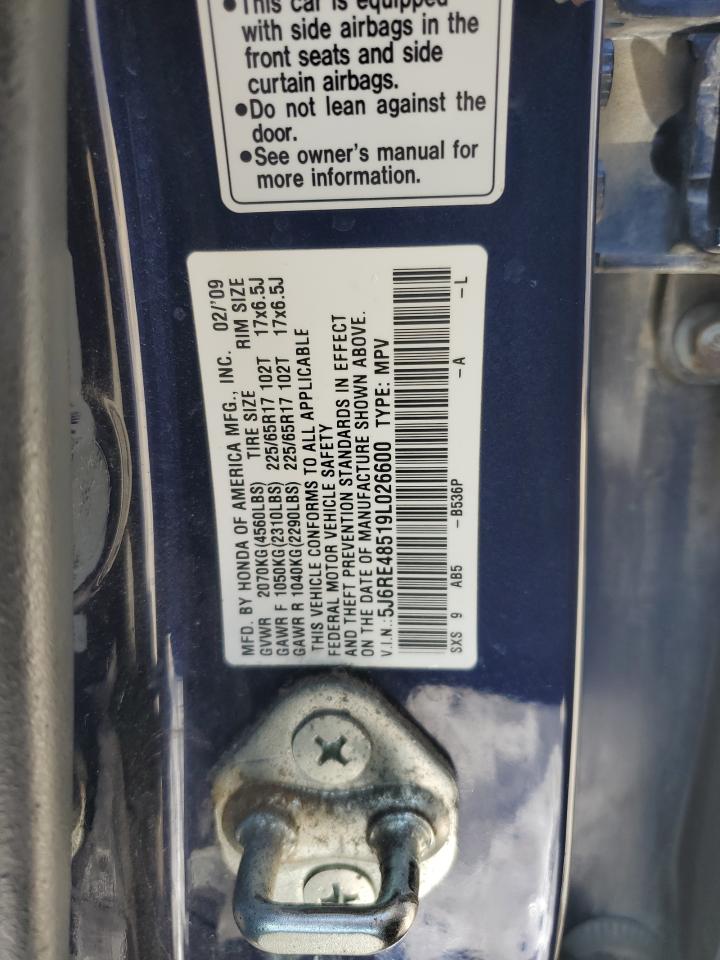 •This car is equipped
with side airbags in the
front seats and side
curtain airbags.
•Do not lean against the
door.
•See owner's manual for
more information.
MFD. BY HONDA OF AMERICA MFG., INC. 02/'09
GVWR 2070KG(4560LBS) TIRE SIZE RIM SIZE
GAWR F 1050KG(2310LBS) 225/65R17 102T 17x6.5J
GAWR R 1040KG(2290LBS) 225/65R17 102T 17x6.5J
THIS VEHICLE CONFORMS TO ALL APPLICABLE
FEDERAL MOTOR VEHICLE SAFETY
AND THEFT PREVENTION STANDARDS IN EFFECT
ON THE DATE OF MANUFACTURE SHOWN ABOVE.
V.I.N.:5J6RE48519L026600 TYPE: MPV
SXS 9 AB5 -B536P -A -L